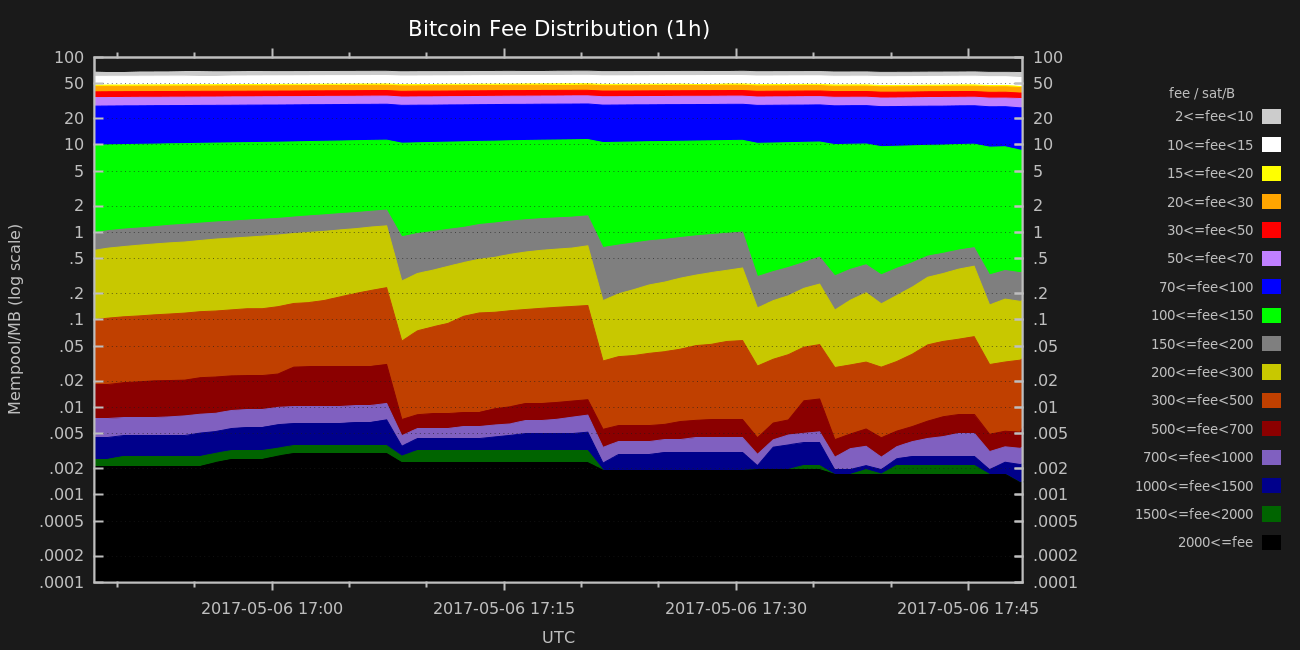 Bitcoin Fee Distribution (1h)
Mempool/MB (log scale)
100
50
20
10
5
2
1
.5
.2
.1
.05
.02
.01
.005
.002
.001
.0005
.0002
.0001
100
50
20
10
5
2
1
.5
.2
.1
.05
.02
.01
.005
.002
.001
.0005
.0002
.0001
2017-05-06 17:00
2017-05-06 17:15
2017-05-06 17:30
2017-05-06 17:45
UTC
fee / sat/B
2<=fee<10
10<=fee<15
15<=fee<20
20<=fee<30
30<=fee<50
50<=fee<70
70<=fee<100
100<=fee<150
150<=fee<200
200<=fee<300
300<=fee<500
500<=fee<700
700<=fee<1000
1000<=fee<1500
1500<=fee<2000
2000<=fee